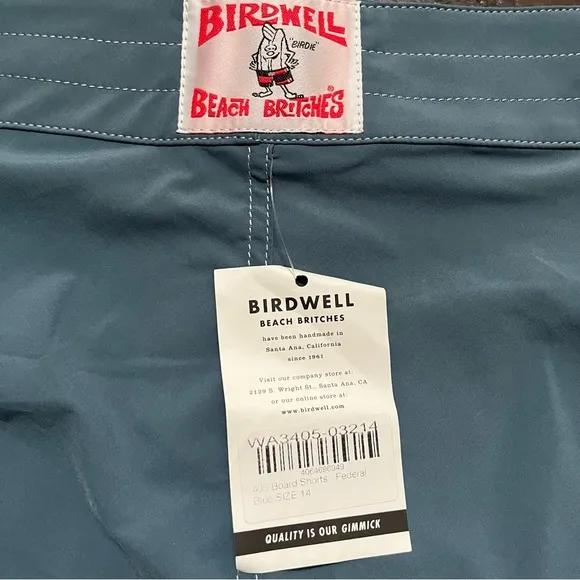 BIRDWELL
"BIRDIE"
BEACH BRITCHES
®
BIRDWELL
BEACH BRITCHES
have been handmade in
Santa Ana, California
since 1961
Visit our company store at:
2129 S. Wright St., Santa Ana, CA
or our online store at:
www.birdwell.com
WA3405-03214
Board Shorts Federal
Blue SIZE 14
QUALITY IS OUR GIMMICK